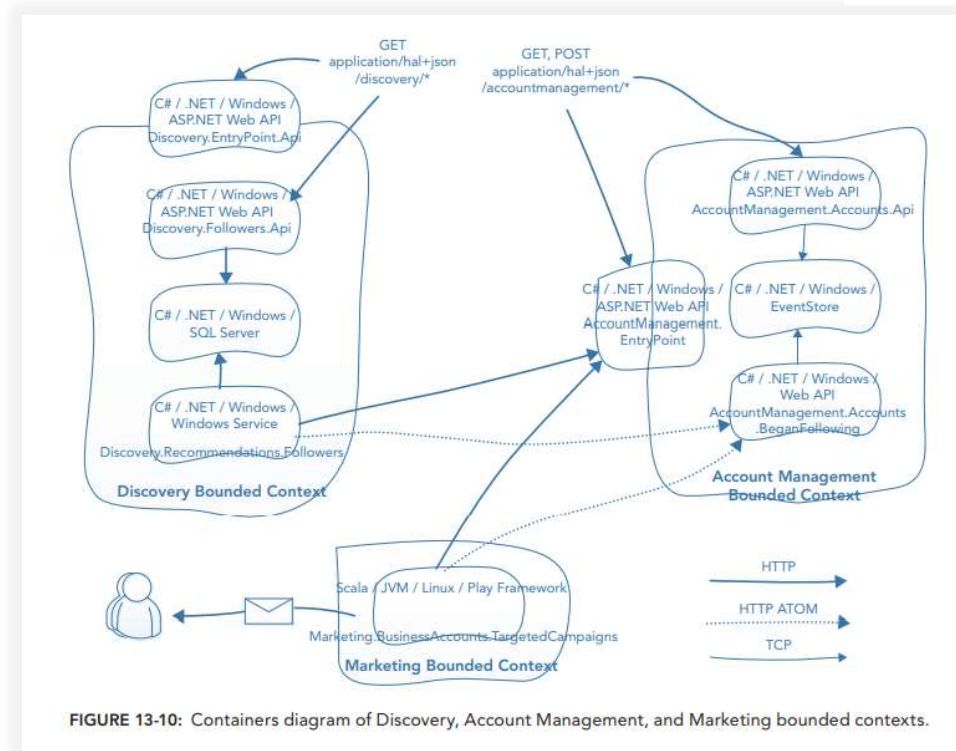 GET
application/hal+json
/discovery/*
GET, POST
application/hal+json
/accountmanagement/*
C# / .NET / Windows /
ASP.NET Web API
Discovery.EntryPoint.Api
C# / .NET / Windows /
ASP.NET Web API
Discovery.Followers.Api
C# / .NET / Windows /
SQL Server
C# / .NET / Windows /
Windows Service
Discovery.Recommendations.Followers
Discovery Bounded Context
C# / .NET / Windows /
ASP.NET Web API
AccountManagement.
EntryPoint
C# / .NET / Windows /
ASP.NET Web API
AccountManagement.Accounts.Api
C# / .NET / Windows /
EventStore
C# / .NET / Windows /
Web API
AccountManagement.Accounts
.BeganFollowing
Account Management
Bounded Context
Scala / JVM / Linux / Play Framework
Marketing.BusinessAccounts.TargetedCampaigns
Marketing Bounded Context
HTTP
HTTP ATOM
TCP
FIGURE 13-10: Containers diagram of Discovery, Account Management, and Marketing bounded contexts.